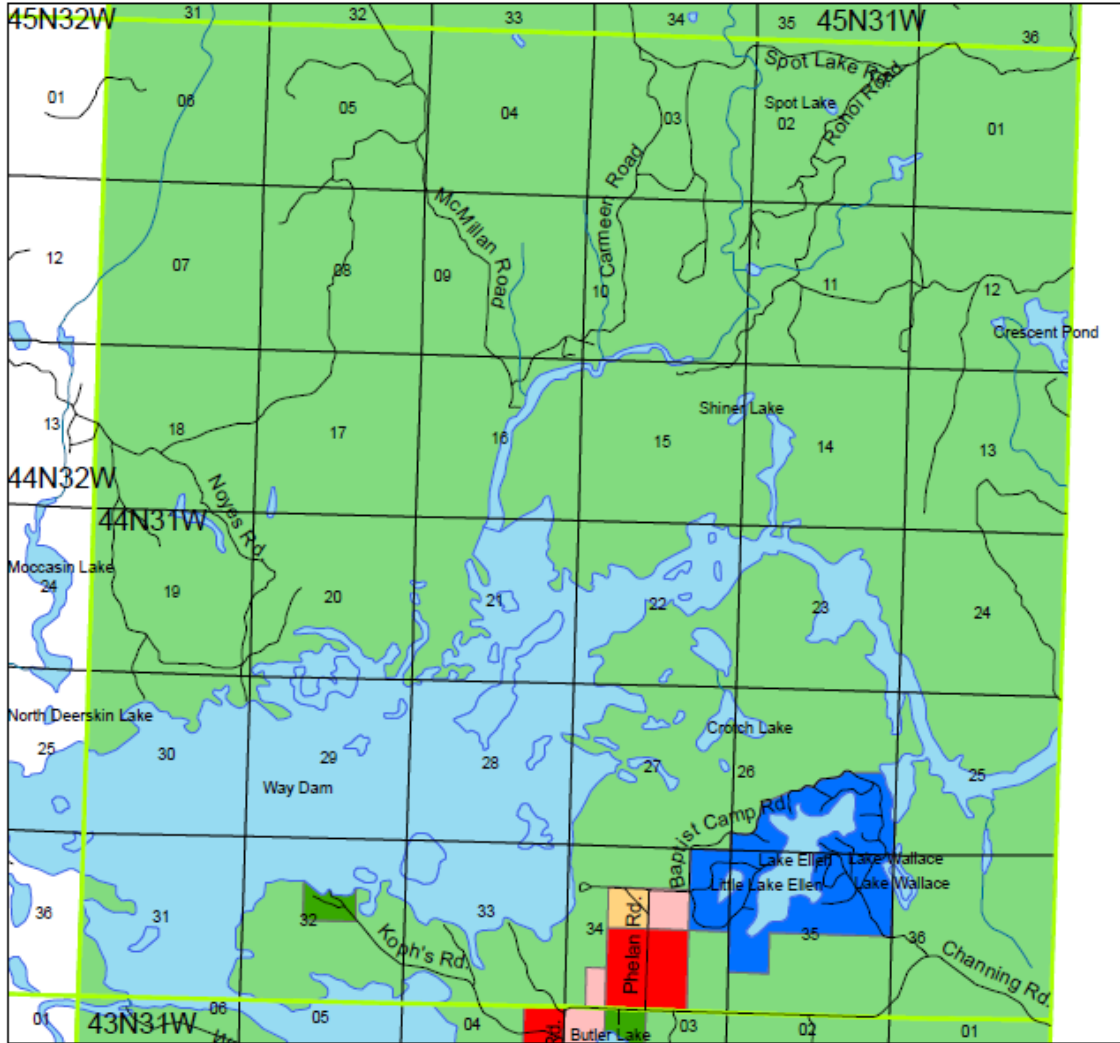 45N32W
31
32
33
34
35
45N31W
36
Spot Lake Rd.
Rohoi Road
01
06
05
04
03
Spot Lake
02
01
McMillan Road
Carmeen Road
12
07
08
09
10
11
12
Crescent Pond
13
18
17
16
15
Shiner Lake
14
13
44N32W
Noyes Rd.
44N31W
Moccasin Lake
24
19
20
21
22
23
24
North Deerskin Lake
25
30
29
28
27
Crotch Lake
26
25
Way Dam
Baptist Camp Rd.
Lake Ellen
Lake Wallace
Little Lake Ellen
Lake Wallace
36
31
32
33
34
35
36
Koph's Rd.
Phelan Rd.
Channing Rd.
01
43N31W
06
05
04
Rd.
Butler Lake
03
02
01